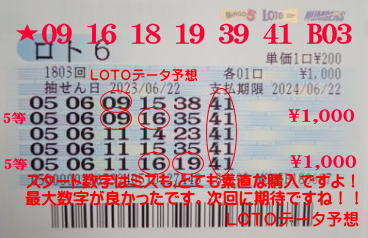 BINGO5 LOTO
★09 16 18 19 39 41 B03
ロト6 単価1口¥200
1803回 LOTOデータ予想 各01口 ¥1,000
抽せん日 2023/06/22 支払期限 2024/06/22
05 06 09 15 38 41
5等 05 06 09 16 35 41 ¥1,000
05 06 11 14 23 41
05 06 11 15 35 41
5等 05 06 11 16 19 41 ¥1,000
スタート数字はミスも,とても素直な購入ですよ!
最大数字が良かったです。次回に期待ですね!!
LOTOデータ予想